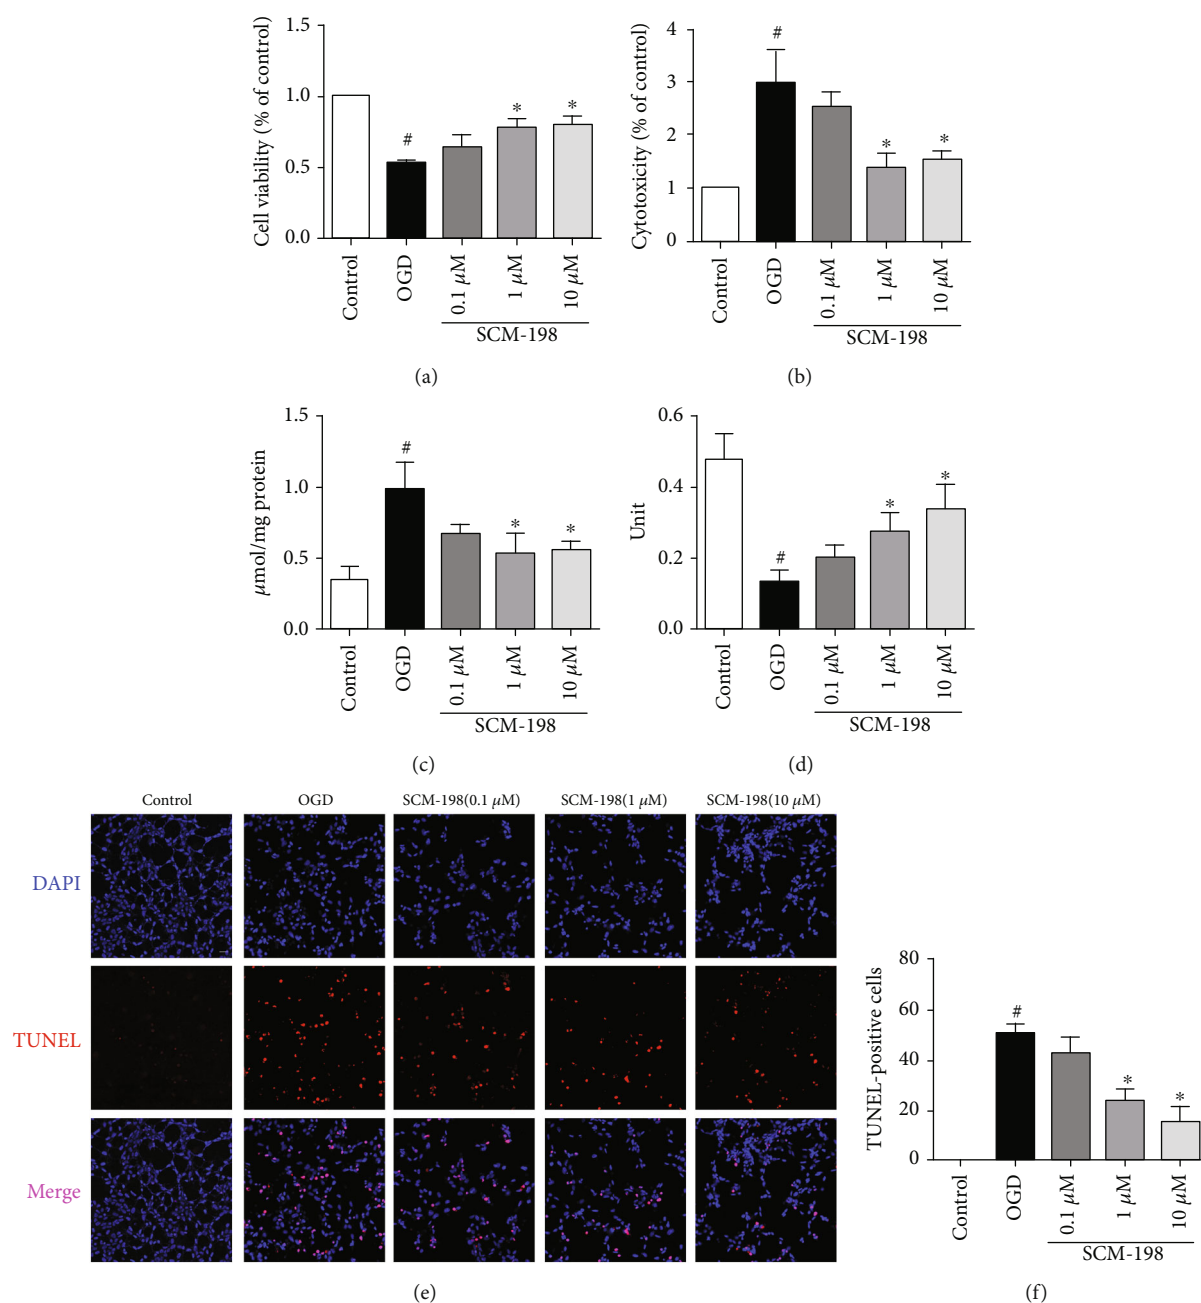 Cell viability (% of control)
1.5
1.0
0.5
0.0
#
*
*
Control
OGD
0.1 µM
1 µM
10 µM
SCM-198
(a)
Cytotoxicity (% of control)
4
3
2
1
0
#
*
*
Control
OGD
0.1 µM
1 µM
10 µM
SCM-198
(b)
µmol/mg protein
1.5
1.0
0.5
0.0
#
*
*
Control
OGD
0.1 µM
1 µM
10 µM
SCM-198
(c)
Unit
0.6
0.4
0.2
0.0
#
*
*
Control
OGD
0.1 µM
1 µM
10 µM
SCM-198
(d)
Control
OGD
SCM-198(0.1 µM)
SCM-198(1 µM)
SCM-198(10 µM)
DAPI
TUNEL
Merge
(e)
TUNEL-positive cells
80
60
40
20
0
#
*
*
Control
OGD
0.1 µM
1 µM
10 µM
SCM-198
(f)